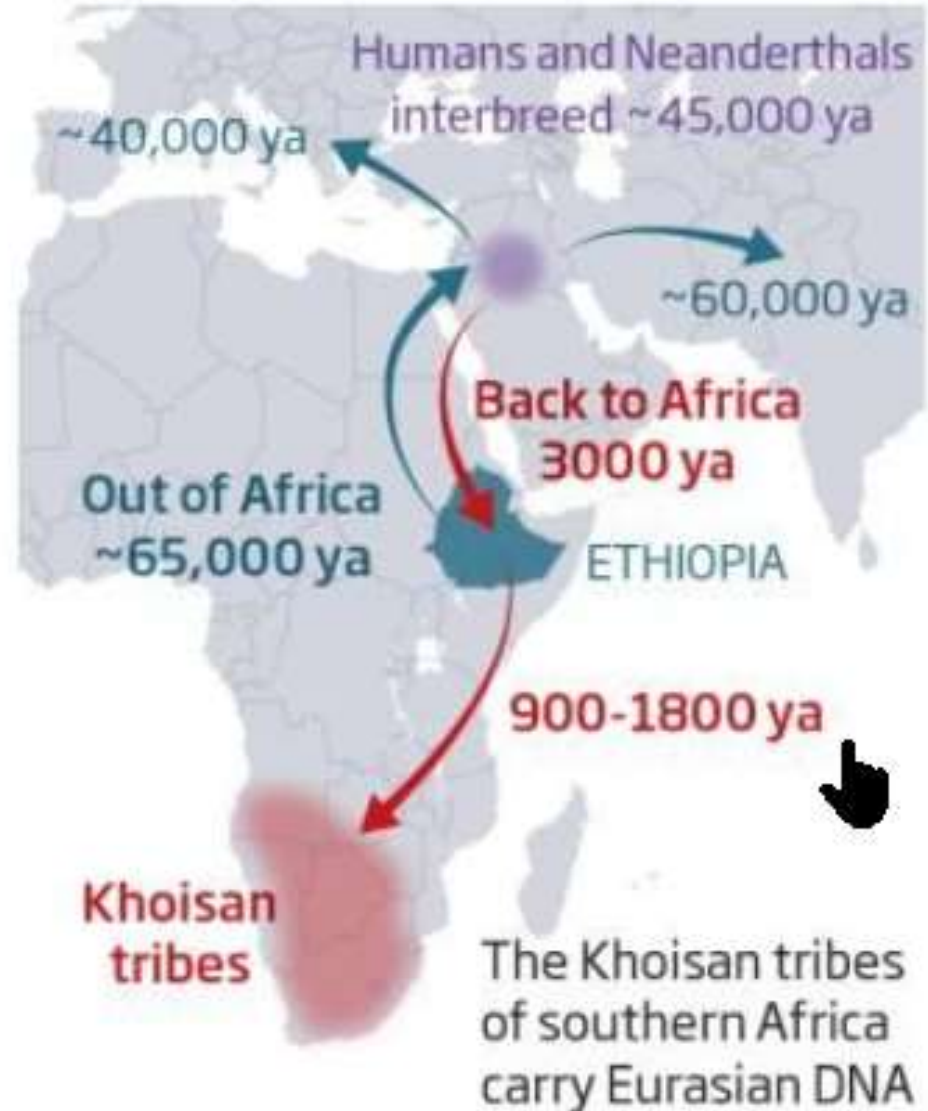 Humans and Neanderthals
interbreed ~45,000 ya
~40,000 ya
~60,000 ya
Back to Africa
3000 ya
Out of Africa
~65,000 ya
ETHIOPIA
900-1800 ya
Khoisan
tribes
The Khoisan tribes
of southern Africa
carry Eurasian DNA